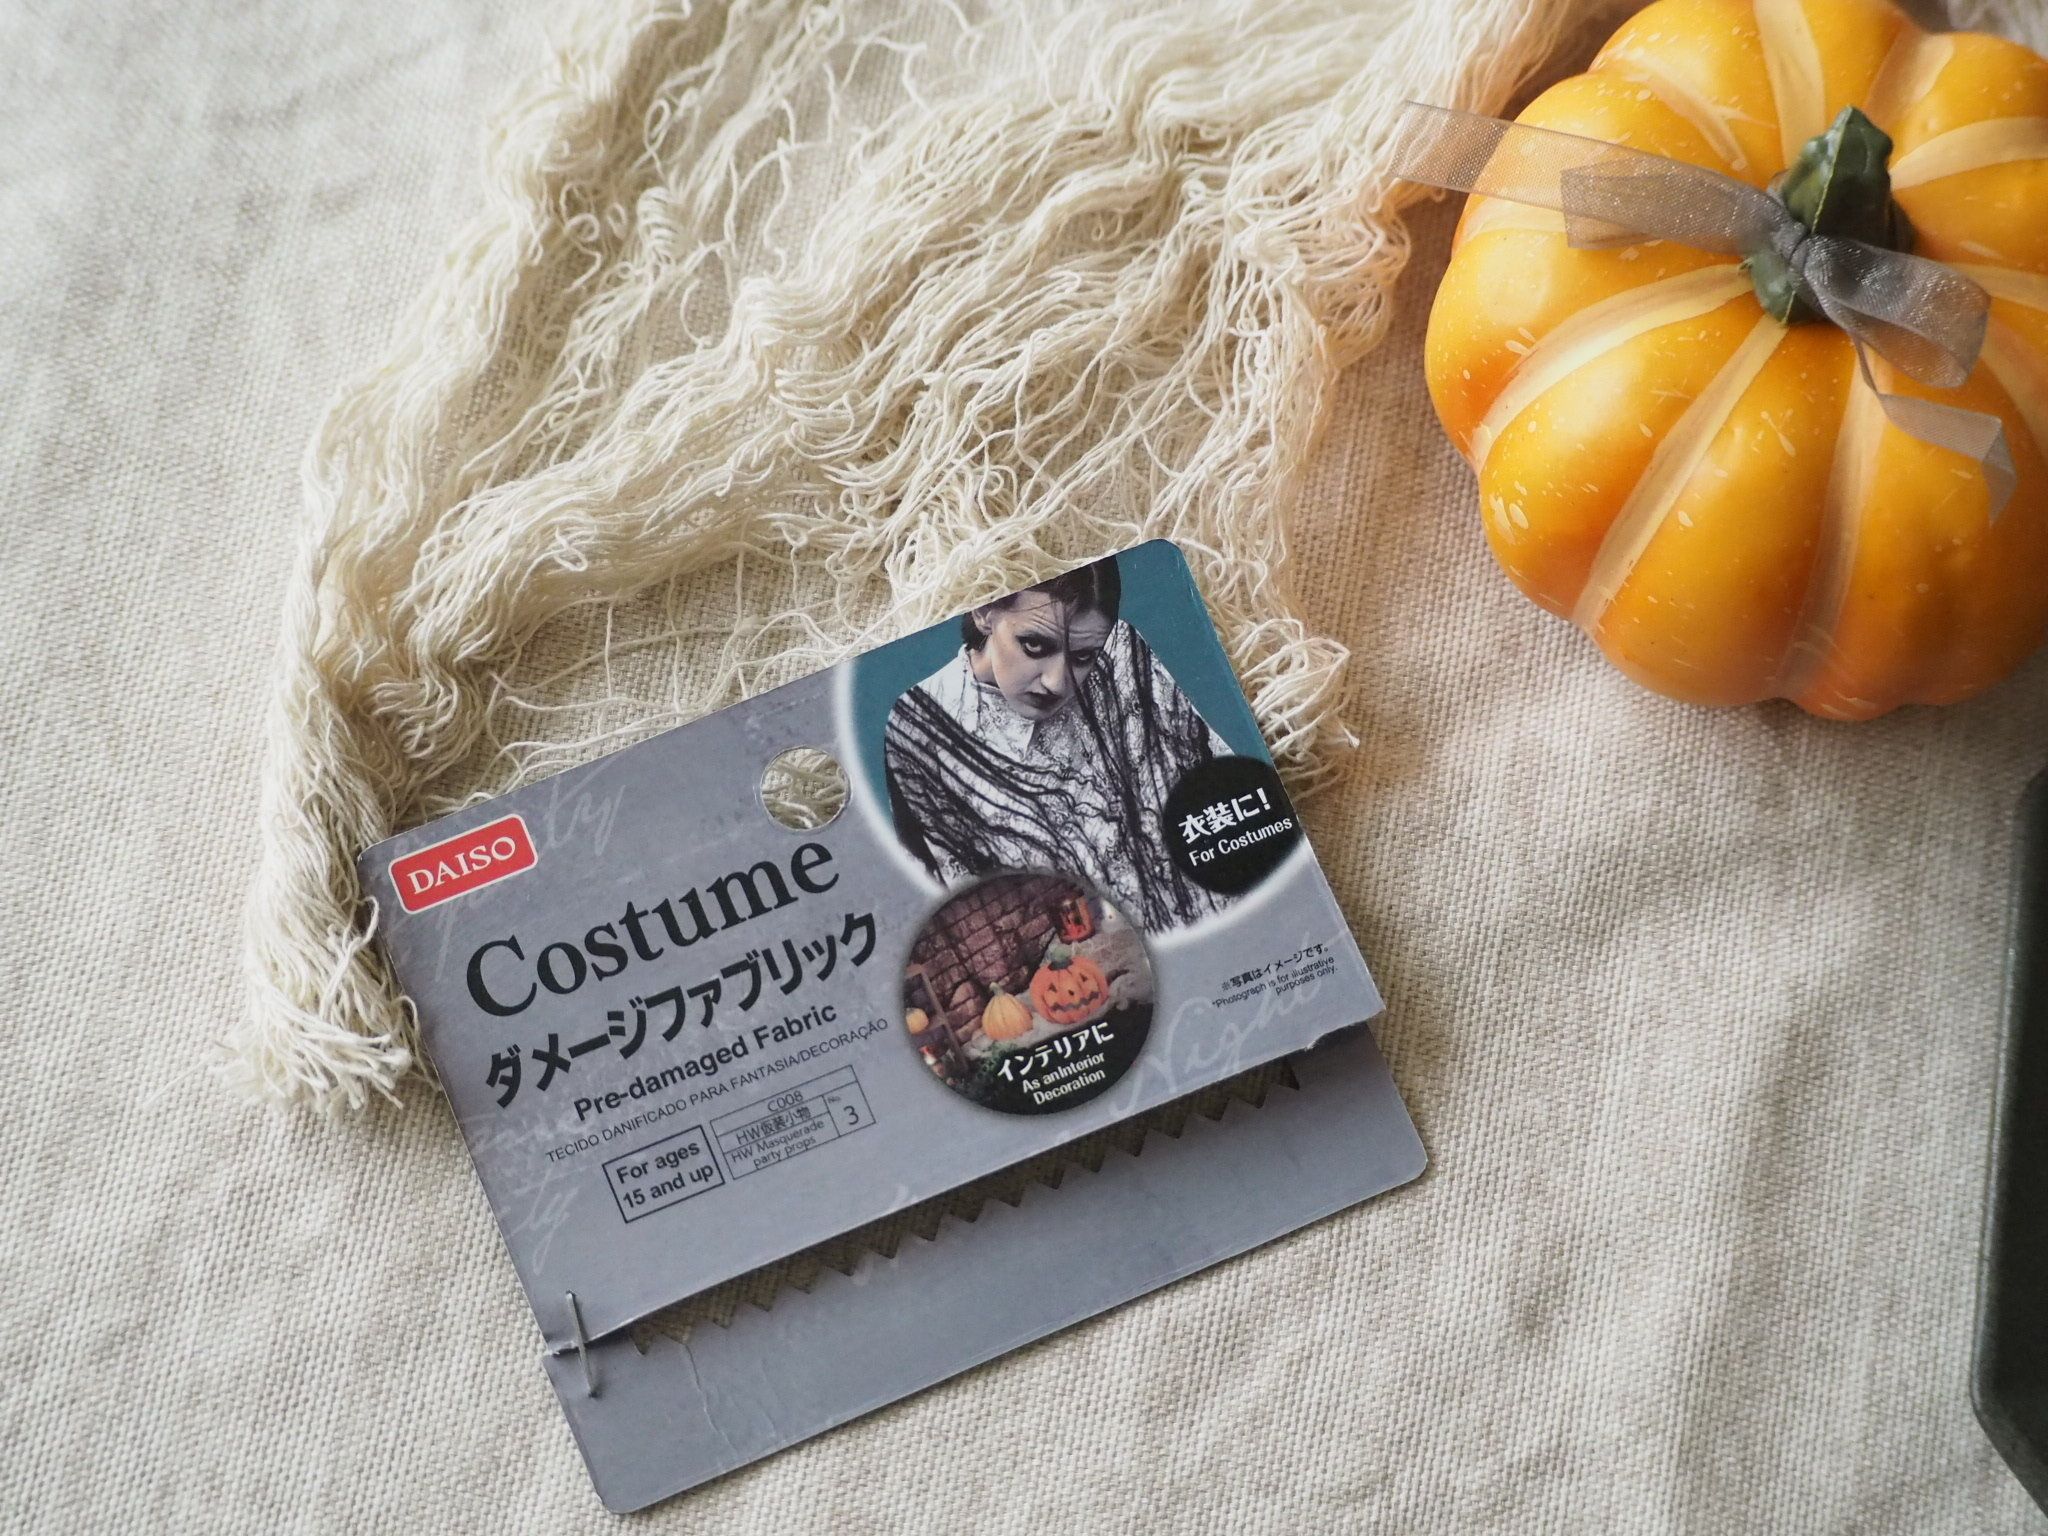 DAISO
Costume
ダメージファブリック
Pre-damaged Fabric
TECIDO DANIFICADO PARA FANTASIA/DECORAÇÃO
For ages
15 and up
C008
HW仮装小物
HW Masquerade
party props
No.
3
衣装に!
For Costumes
インテリアに
As anInterior
Decoration
※写真はイメージです。
*Photograph is for illustrative
purposes only.